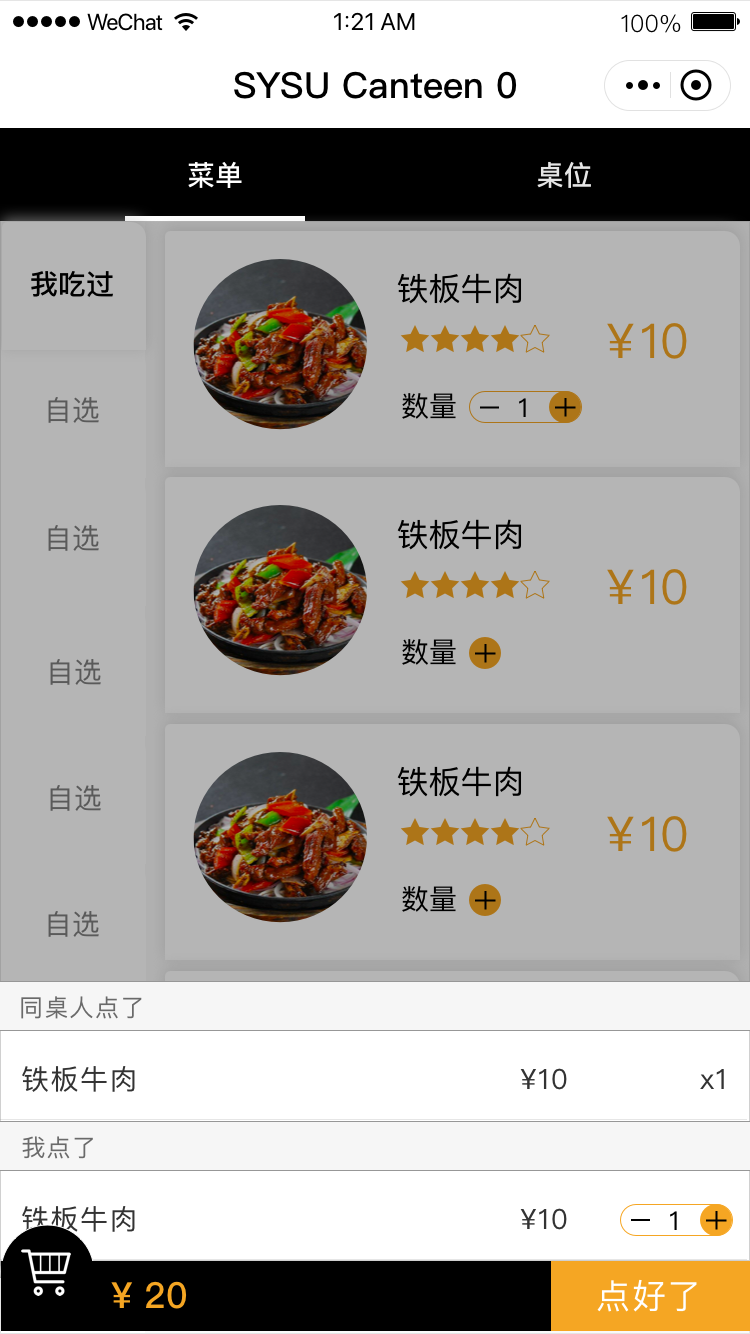 WeChat 1:21 AM 100%
SYSU Canteen 0
菜单 桌位
我吃过
自选
自选
自选
自选
自选
铁板牛肉
¥10
数量 1
铁板牛肉
¥10
数量
铁板牛肉
¥10
数量
同桌人点了
铁板牛肉 ¥10 x1
我点了
铁板牛肉 ¥10 1
¥ 20 点好了